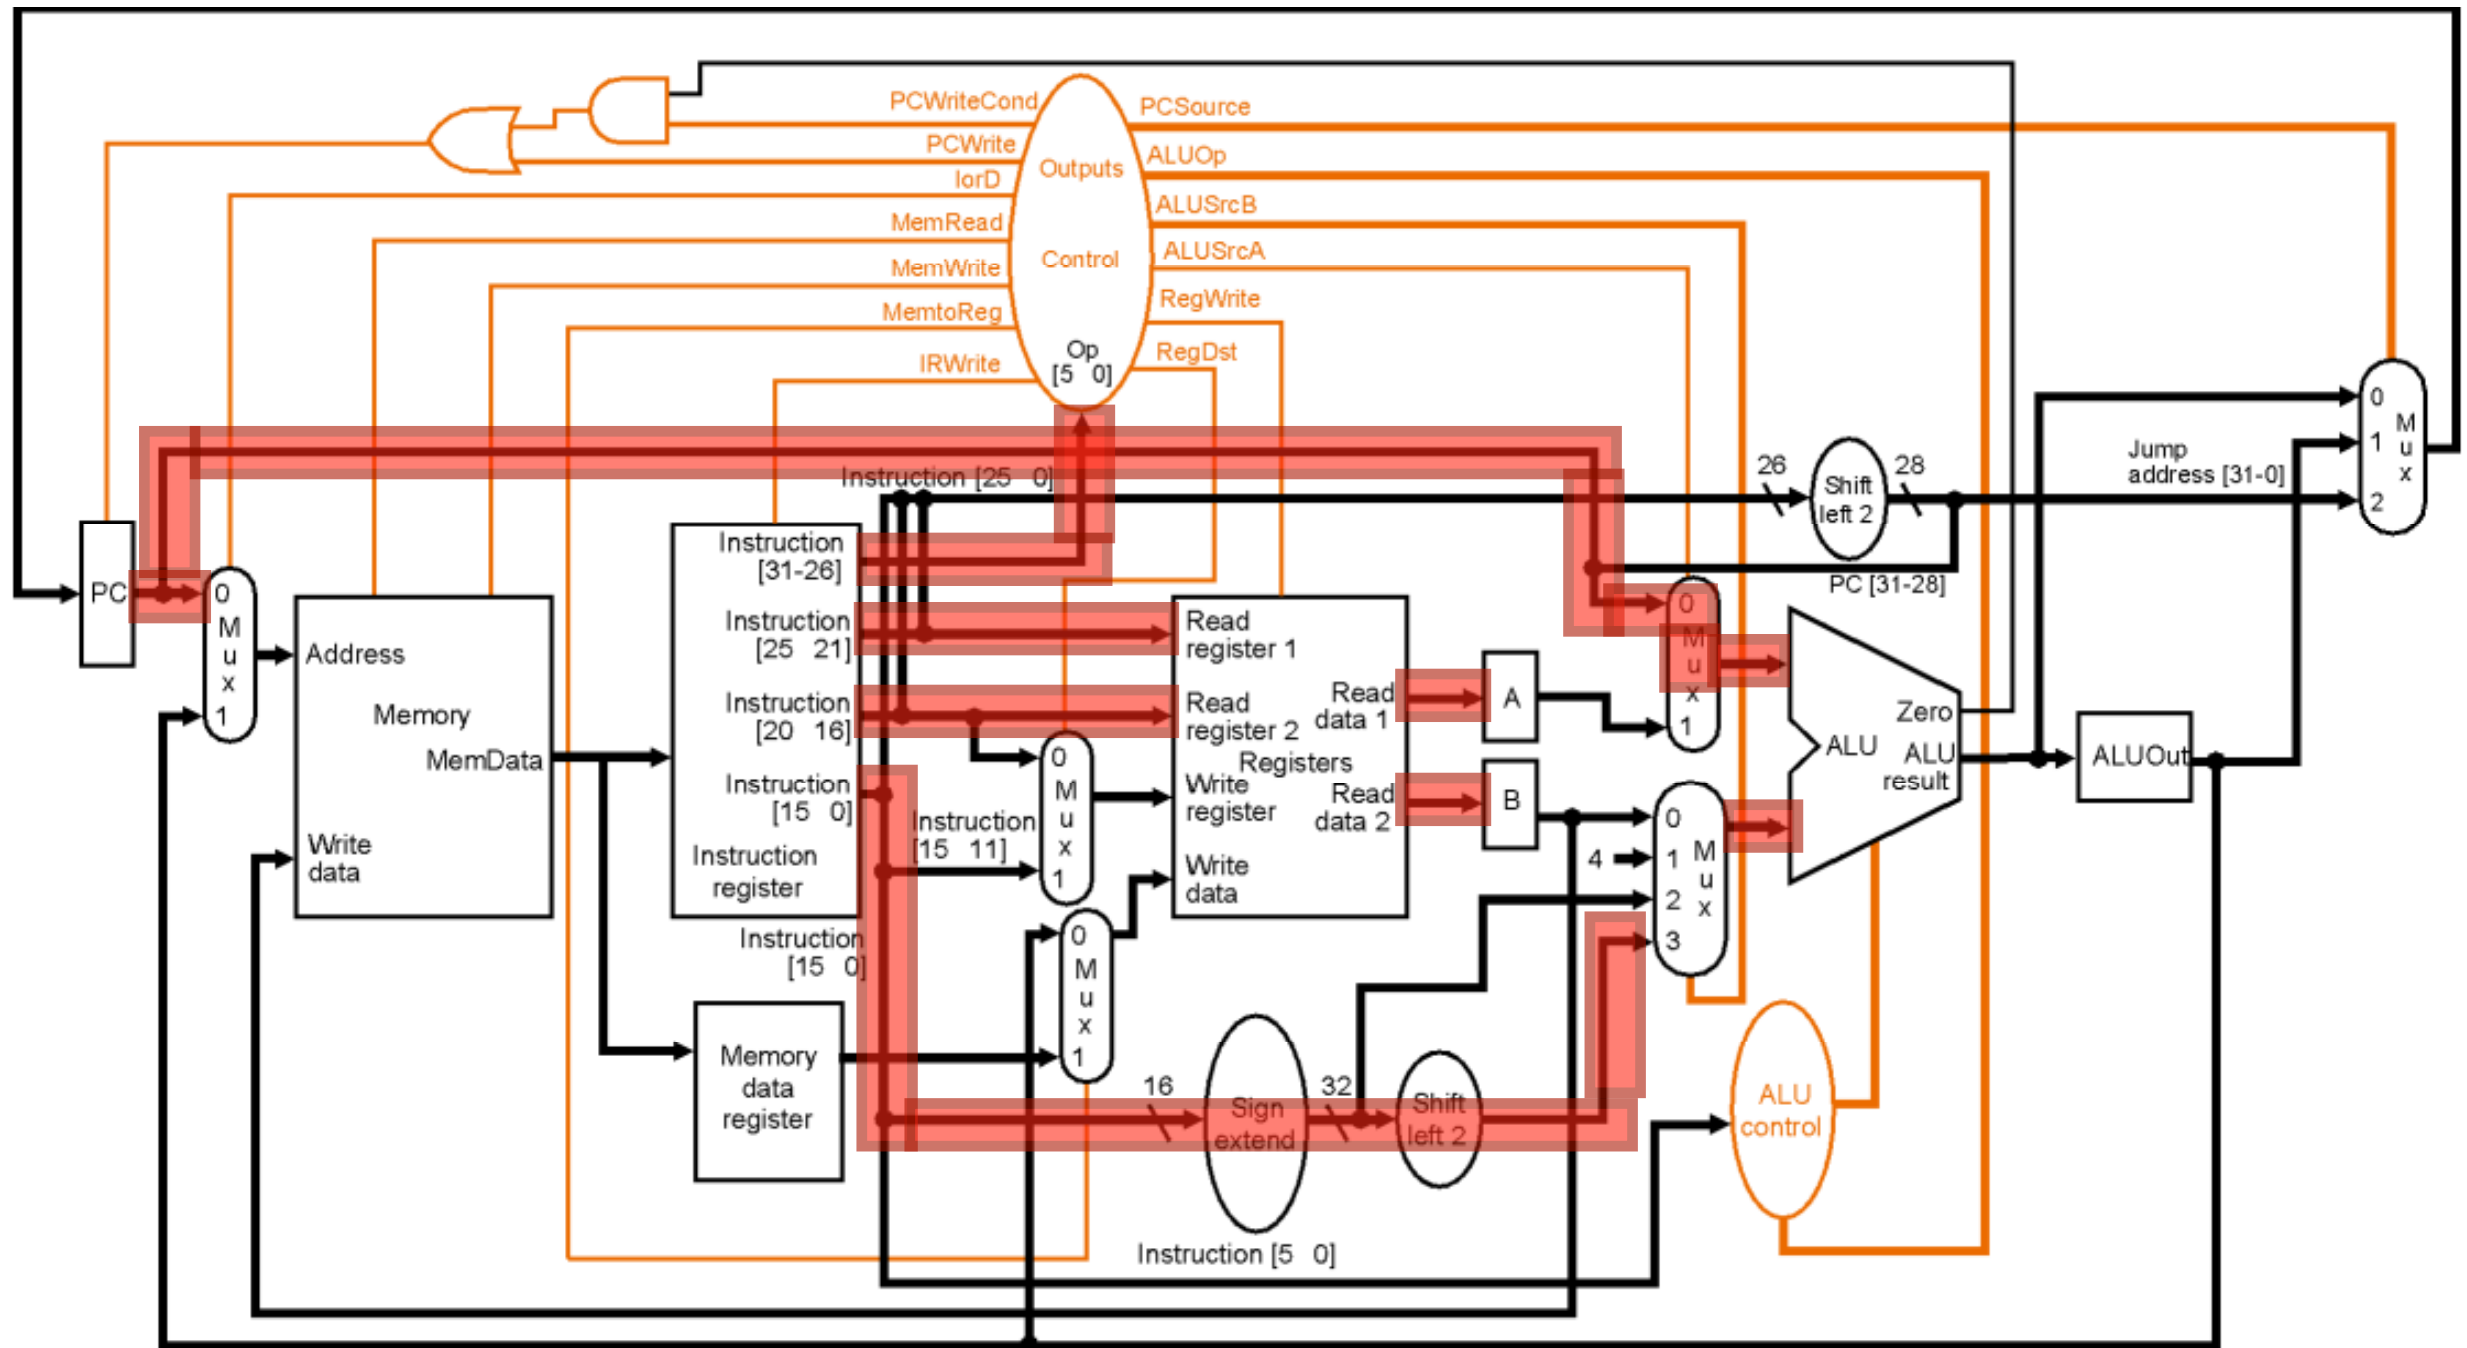 PCWriteCond
PCWrite
IorD
MemRead
MemWrite
MemtoReg
IRWrite
Outputs
Control
Op
[5 0]
PCSource
ALUOp
ALUSrcB
ALUSrcA
RegWrite
RegDst
PC
0
M
u
x
1
Address
Memory
MemData
Write
data
Instruction [25 0]
Instruction
[31-26]
Instruction
[25 21]
Instruction
[20 16]
Instruction
[15 0]
Instruction
register
Instruction
[15 0]
Memory
data
register
Instruction
[15 11]
0
M
u
x
1
0
M
u
x
1
Read
register 1
Read
register 2
Registers
Write
register
Write
data
Read
data 1
Read
data 2
16
Sign
extend
32
Shift
left 2
Instruction [5 0]
A
B
4
0
M
u
x
1
0
1
2
3
M
u
x
26
Shift
left 2
28
PC [31-28]
Jump
address [31-0]
Zero
ALU
ALU
result
ALU
control
ALUOut
0
1
2
M
u
x